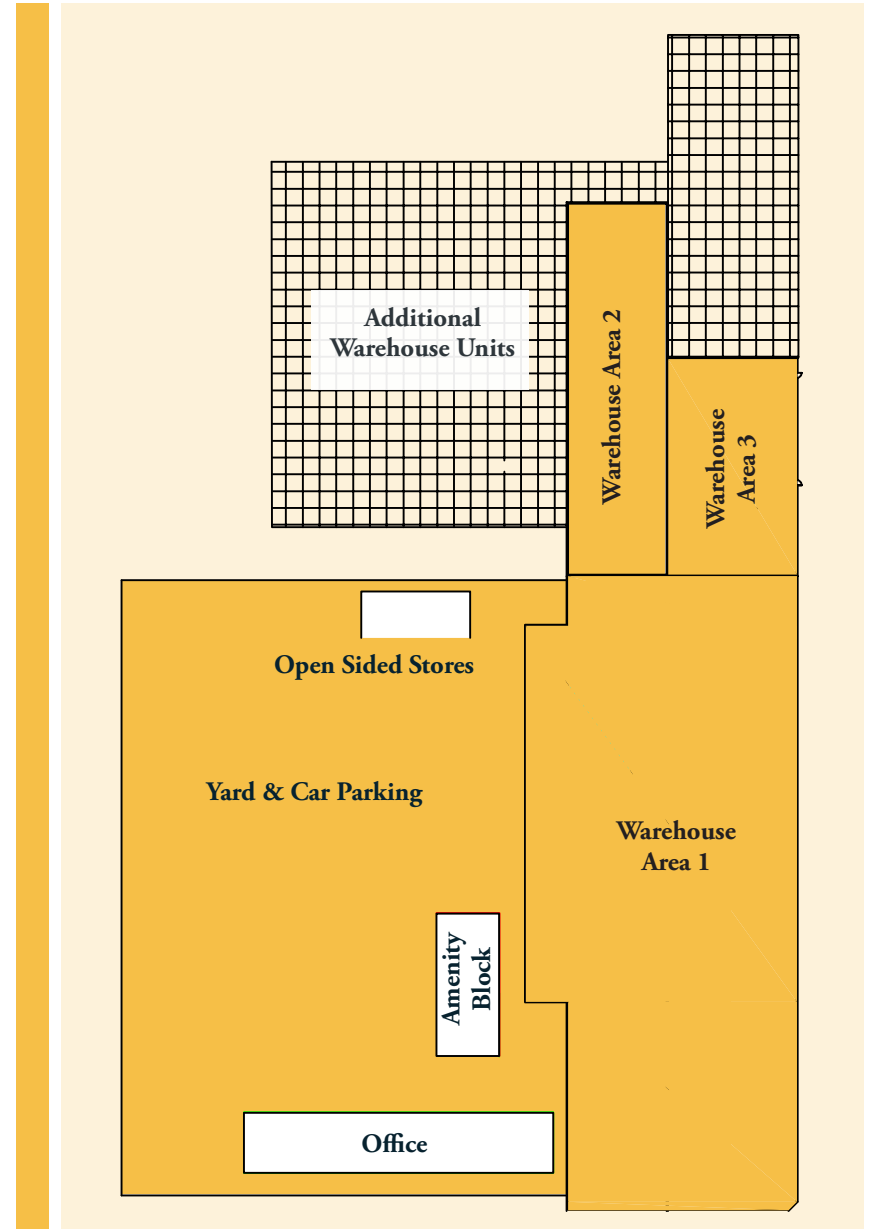 Additional
Warehouse Units
Warehouse Area 2
Warehouse
Area 3
Open Sided Stores
Yard & Car Parking
Warehouse
Area 1
Amenity
Block
Office